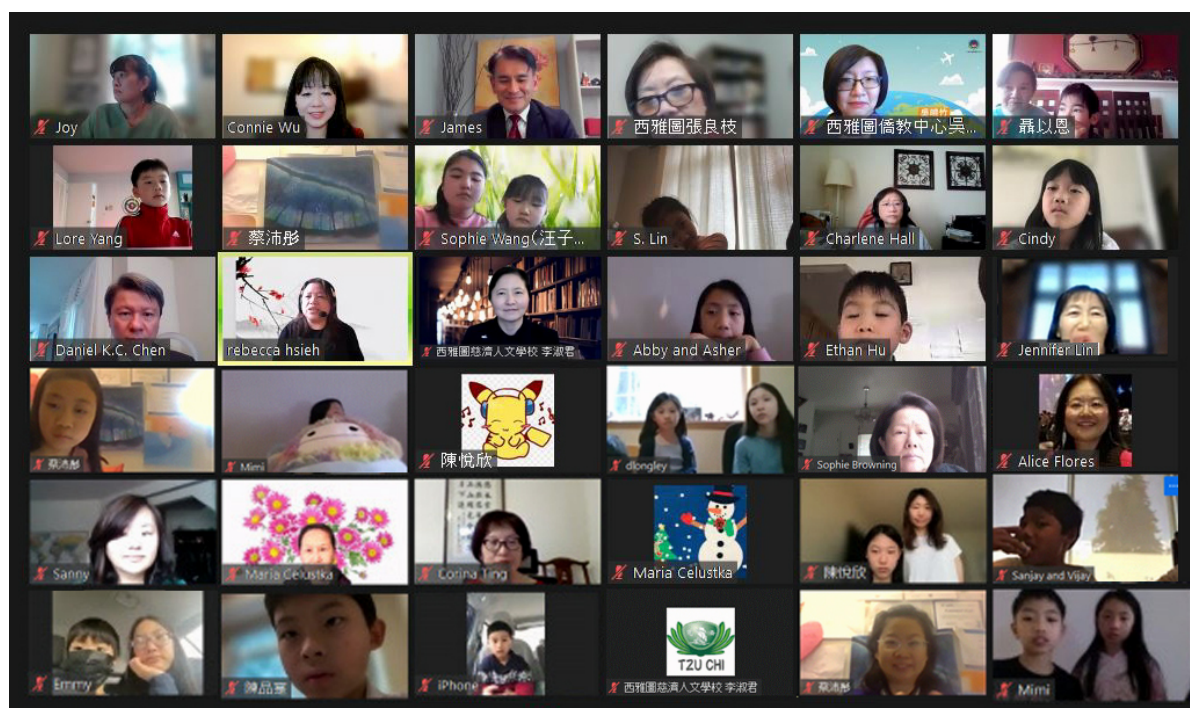 Joy
Connie Wu
James
西雅圖張良枝
西雅圖僑教中心吳...
聶以恩
Lore Yang
蔡沛彤
Sophie Wang(汪子...
S. Lin
Charlene Hall
Cindy
Daniel K.C. Chen
rebecca hsieh
西雅圖慈濟人文學校 李淑君
Abby and Asher
Ethan Hu
Jennifer Lin
蔡沛彤
Mimi
陳悅欣
dlongley
Sophie Browning
Alice Flores
Sanny
Maria Celustka
Corina Ting
Maria Celustka
陳悅欣
Sanjay and Vijay
Emmy
陳品
iPhone
TZU CHI
西雅圖慈濟人文學校 李淑君
蔡沛彤
Mimi